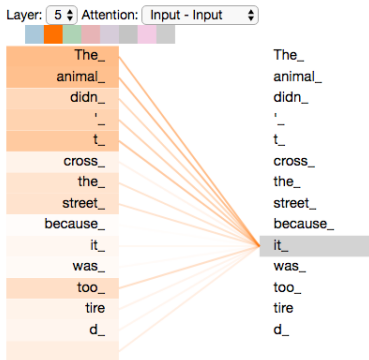 Layer: 5 Attention: Input - Input
The_ The_
animal_ animal_
didn_ didn_
'_ '_
t_ t_
cross_ cross_
the_ the_
street_ street_
because_ because_
it_ it_
was_ was_
too_ too_
tire tire
d_ d_